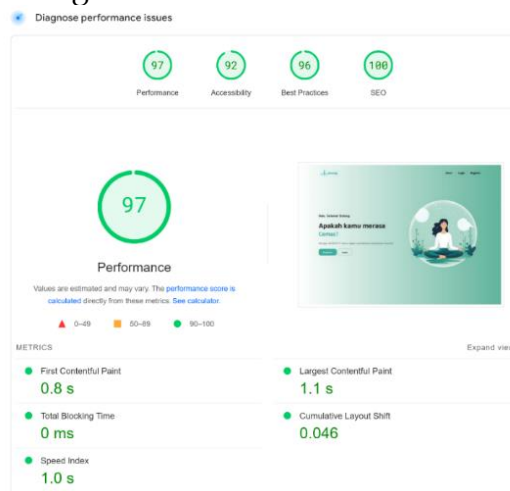 Diagnose performance issues
97
92
96
100
Performance
Accessibility
Best Practices
SEO
97
Performance
Values are estimated and may vary. The performance score is
calculated directly from these metrics. See calculator.
0–49
50–89
90–100
Apakah kamu merasa
Cemas?
METRICS
Expand view
First Contentful Paint
0.8 s
Largest Contentful Paint
1.1 s
Total Blocking Time
0 ms
Cumulative Layout Shift
0.046
Speed Index
1.0 s